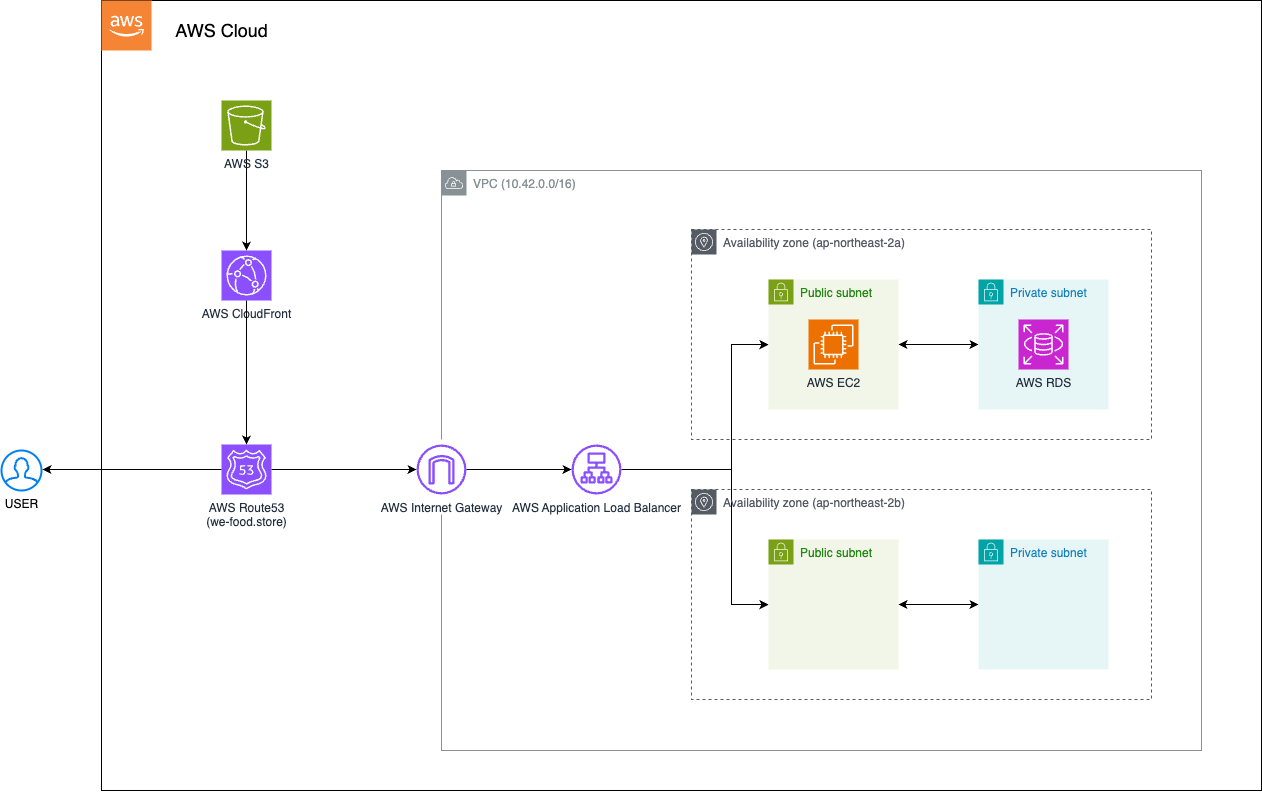 aws
AWS Cloud
AWS S3
VPC (10.42.0.0/16)
Availability zone (ap-northeast-2a)
Public subnet
Private subnet
AWS CloudFront
AWS EC2
AWS RDS
53
USER
AWS Route53
(we-food.store)
AWS Internet Gateway
AWS Application Load Balancer
Availability zone (ap-northeast-2b)
Public subnet
Private subnet